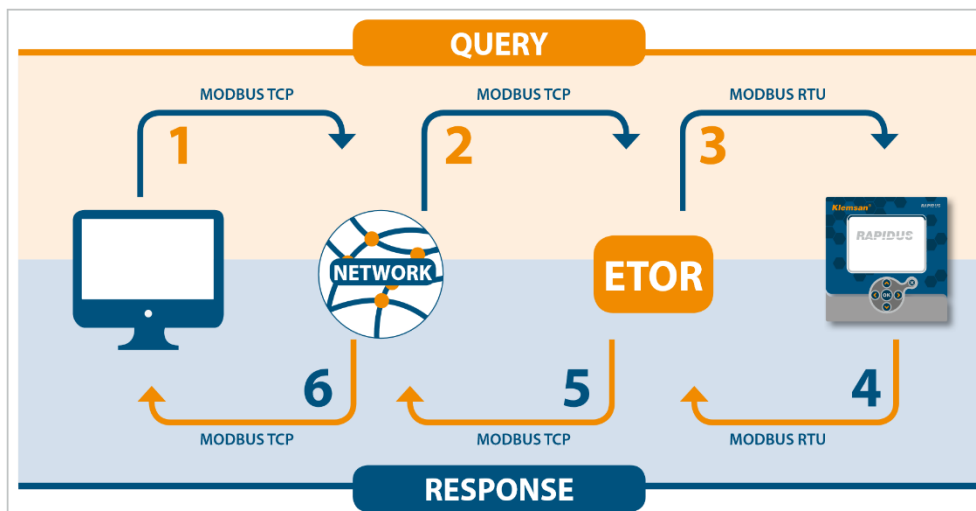 QUERY
MODBUS TCP
MODBUS TCP
MODBUS RTU
1
2
3
Klemsan
RAPIDUS
RAPIDUS
NETWORK
ETOR
OK
6
5
4
MODBUS TCP
MODBUS TCP
MODBUS RTU
RESPONSE